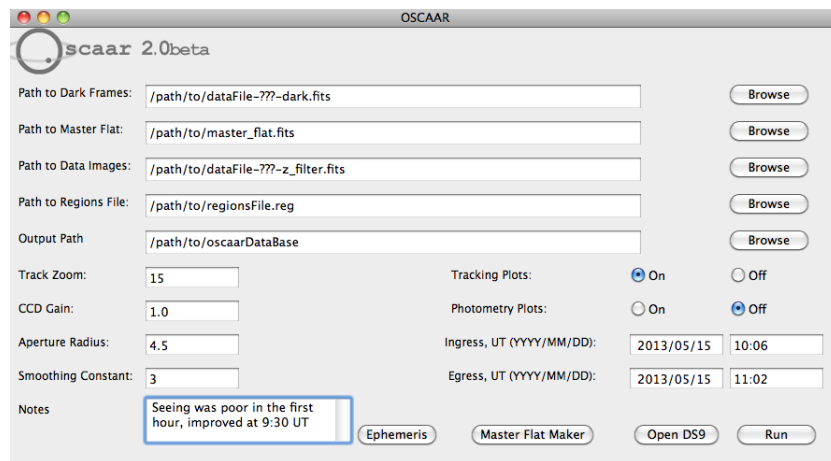 OSCAAR
Oscaar 2.0beta
Path to Dark Frames: /path/to/dataFile-???-dark.fits Browse
Path to Master Flat: /path/to/master_flat.fits Browse
Path to Data Images: /path/to/dataFile-???-z_filter.fits Browse
Path to Regions File: /path/to/regionsFile.reg Browse
Output Path /path/to/oscaarDataBase Browse
Track Zoom: 15 Tracking Plots: On Off
CCD Gain: 1.0 Photometry Plots: On Off
Aperture Radius: 4.5 Ingress, UT (YYYY/MM/DD): 2013/05/15 10:06
Smoothing Constant: 3 Egress, UT (YYYY/MM/DD): 2013/05/15 11:02
Notes Seeing was poor in the first
hour, improved at 9:30 UT
Ephemeris Master Flat Maker Open DS9 Run